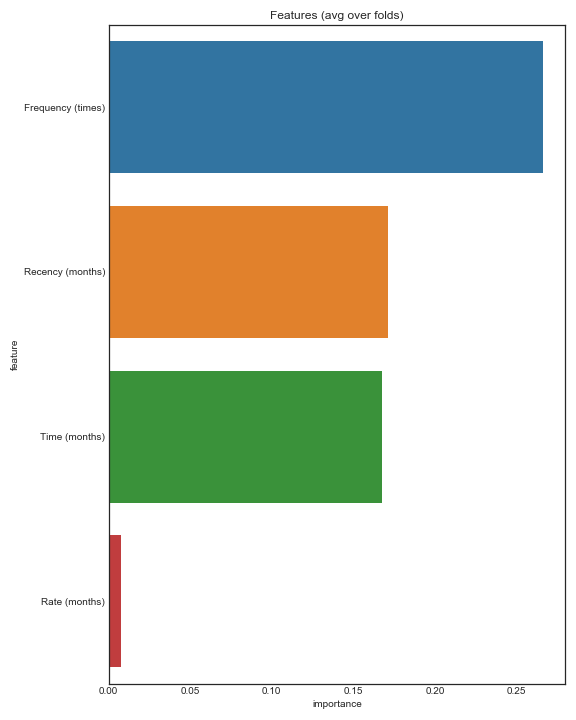 Features (avg over folds)
Frequency (times)
Recency (months)
feature
Time (months)
Rate (months)
0.00 0.05 0.10 0.15 0.20 0.25
importance